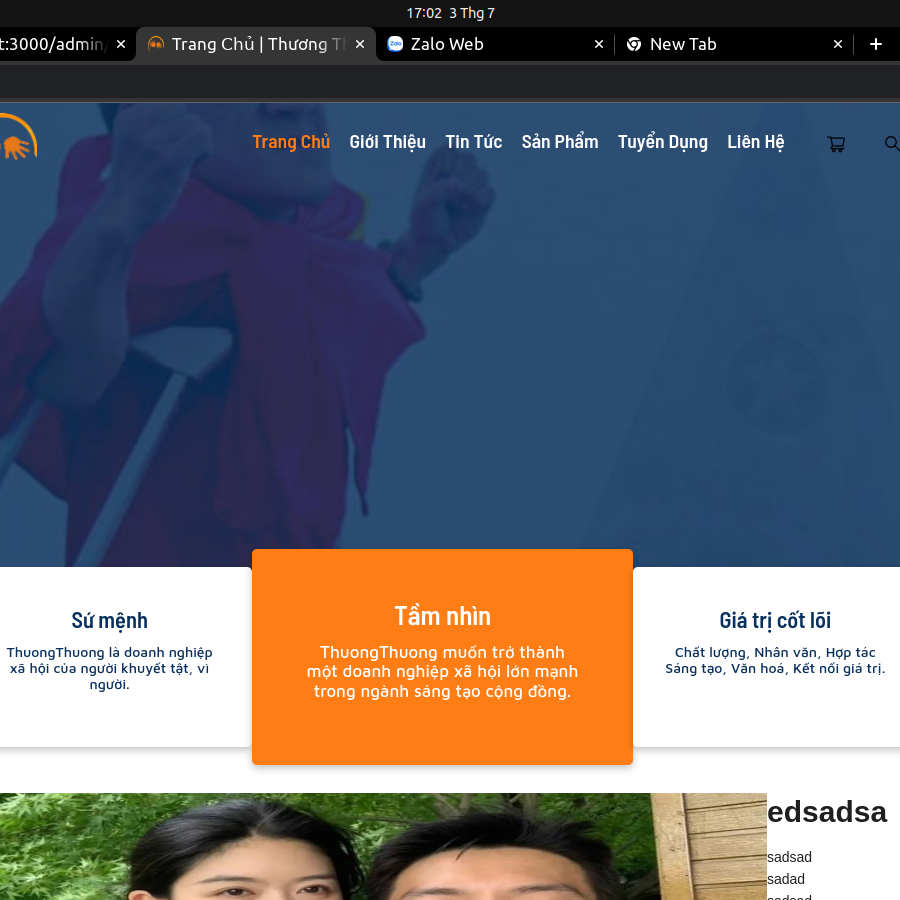 17:02 3 Thg 7
t:3000/admin/
Trang Chủ | Thương T
Zalo Web
New Tab
Trang Chủ Giới Thiệu Tin Tức Sản Phẩm Tuyển Dụng Liên Hệ
Sứ mệnh
ThuongThuong là doanh nghiệp
xã hội của người khuyết tật, vì
người.
Tầm nhìn
ThuongThuong muốn trở thành
một doanh nghiệp xã hội lớn mạnh
trong ngành sáng tạo cộng đồng.
Giá trị cốt lõi
Chất lượng, Nhân văn, Hợp tác
Sáng tạo, Văn hoá, Kết nối giá trị.
edsadsa
sadsad
sadad